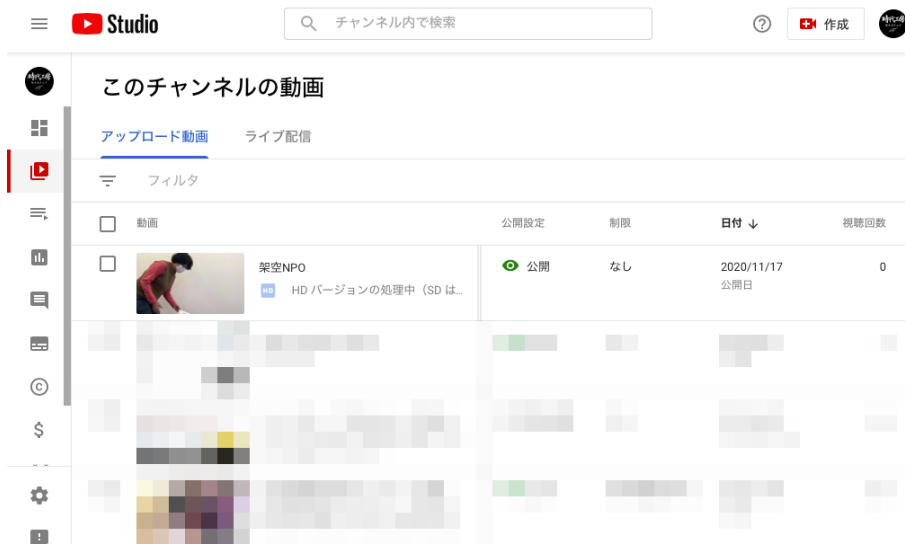 Studio
チャンネル内で検索
作成
このチャンネルの動画
アップロード動画
ライブ配信
フィルタ
動画
公開設定
制限
日付
視聴回数
架空NPO
公開
なし
2020/11/17
0
HD
HD バージョンの処理中（SD は...
公開日